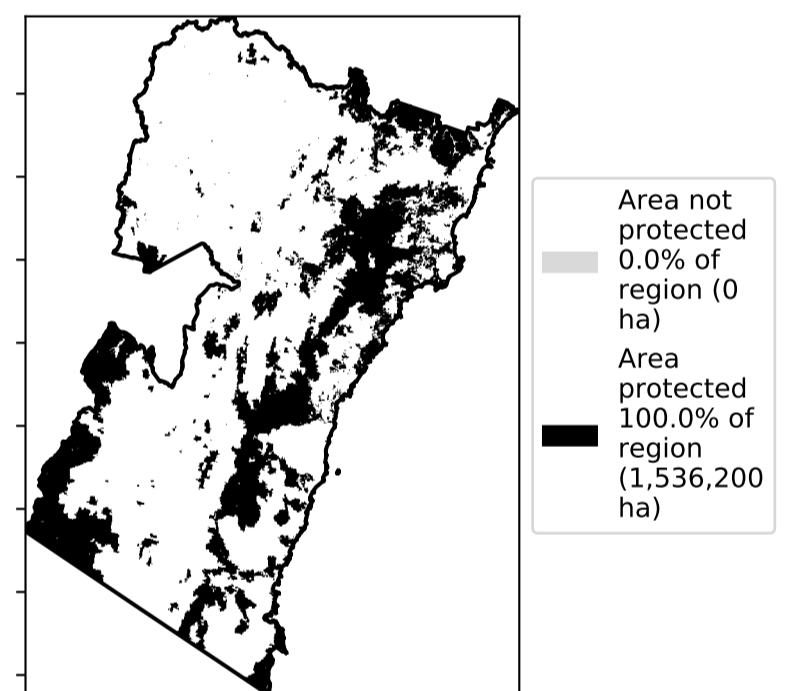 Area not
protected
0.0% of
region (0
ha)
Area
protected
100.0% of
region
(1,536,200
ha)